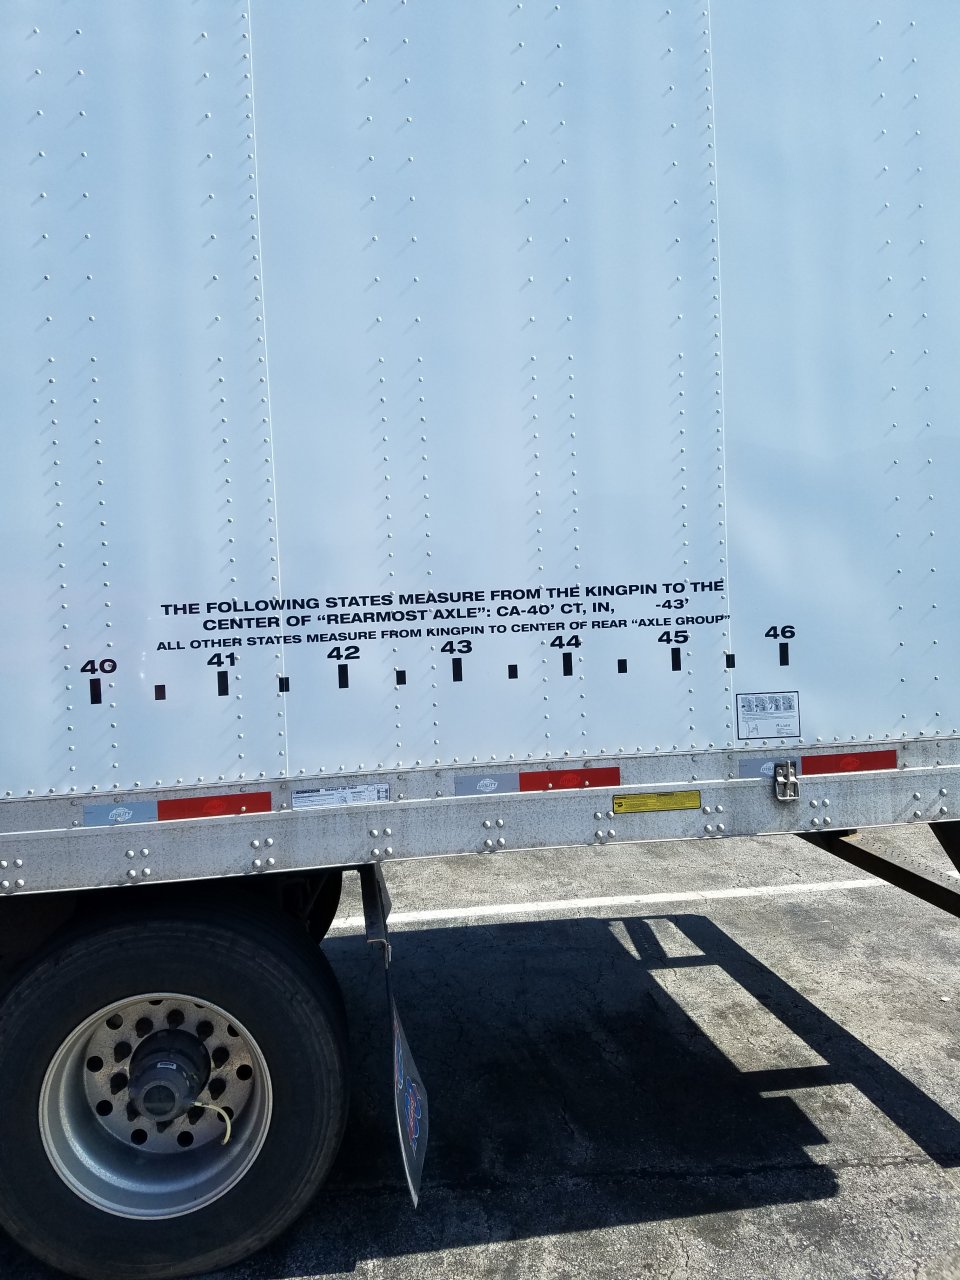 THE FOLLOWING STATES MEASURE FROM THE KINGPIN TO THE
CENTER OF "REARMOST AXLE": CA-40' CT, IN, -43'
ALL OTHER STATES MEASURE FROM KINGPIN TO CENTER OF REAR "AXLE GROUP"
40 41 42 43 44 45 46